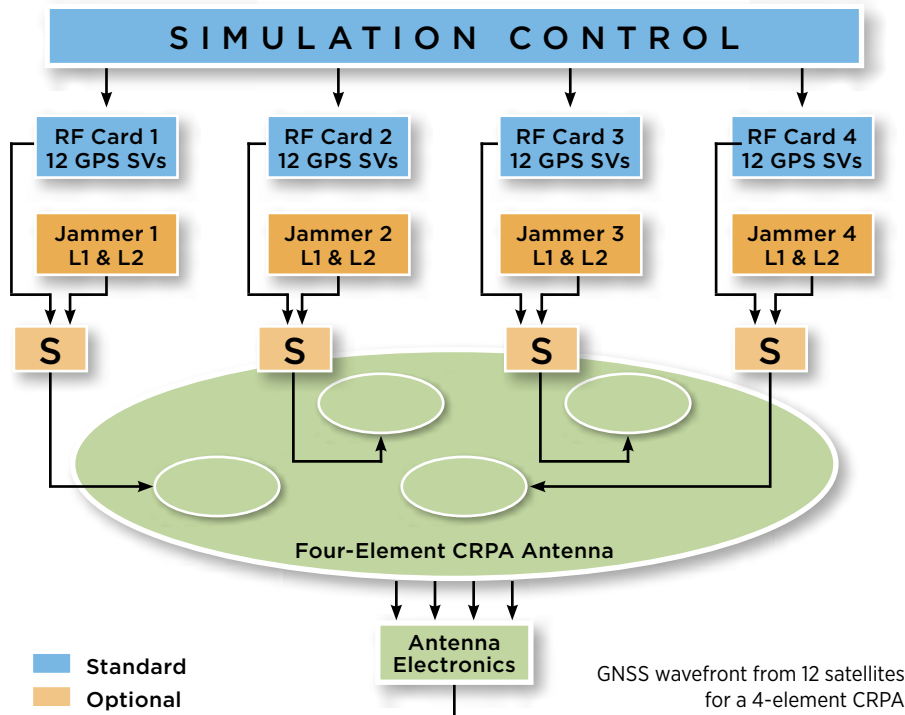 SIMULATION CONTROL
RF Card 1
12 GPS SVs
RF Card 2
12 GPS SVs
RF Card 3
12 GPS SVs
RF Card 4
12 GPS SVs
Jammer 1
L1 & L2
Jammer 2
L1 & L2
Jammer 3
L1 & L2
Jammer 4
L1 & L2
S
S
S
S
Four-Element CRPA Antenna
Antenna
Electronics
Standard
Optional
GNSS wavefront from 12 satellites
for a 4-element CRPA